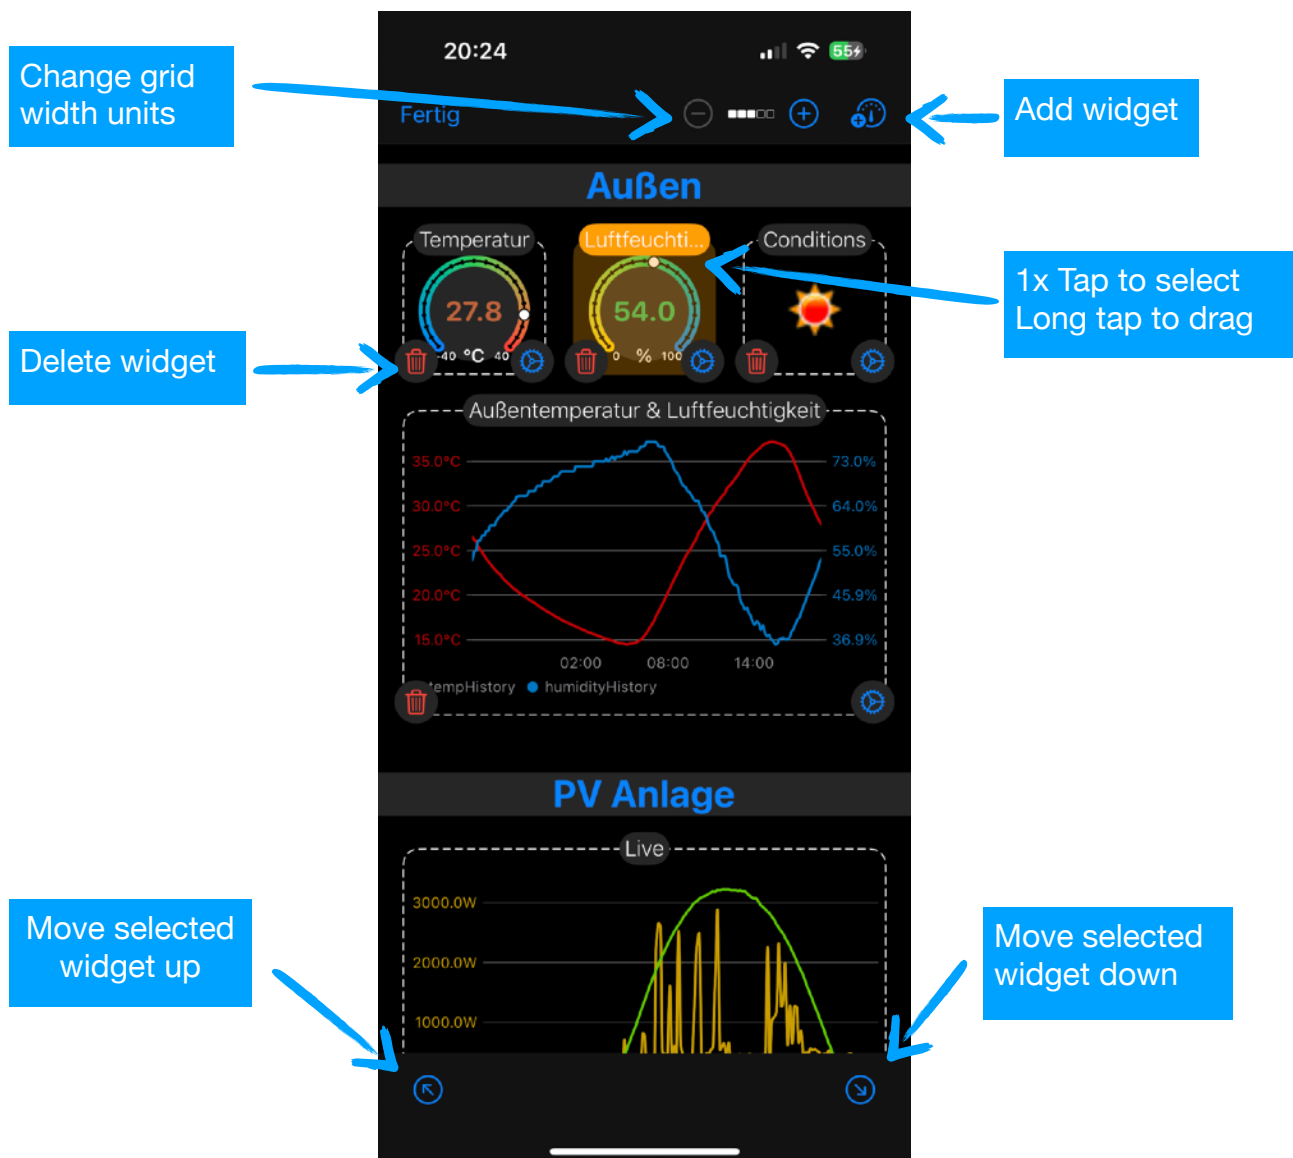 20:24
55
Change grid
width units
Fertig
Add widget
Außen
Temperatur
Luftfeuchti...
Conditions
27.8
54.0
-40 °C 40
0 % 100
1x Tap to select
Long tap to drag
Delete widget
Außentemperatur & Luftfeuchtigkeit
35.0°C
73.0%
30.0°C
64.0%
25.0°C
55.0%
20.0°C
45.9%
15.0°C
36.9%
02:00 08:00 14:00
tempHistory humidityHistory
PV Anlage
Live
3000.0W
2000.0W
1000.0W
Move selected
widget up
Move selected
widget down